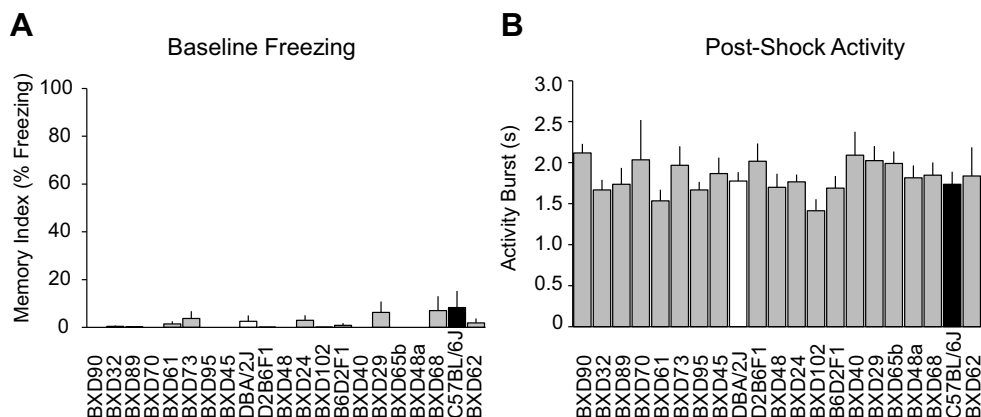 A
Baseline Freezing
Memory Index (% Freezing)
100
80
60
40
20
0
BXD90
BXD32
BXD89
BXD70
BXD61
BXD73
BXD95
BXD45
DBA/2J
D2B6F1
BXD48
BXD24
BXD102
B6D2F1
BXD40
BXD29
BXD65b
BXD48a
BXD68
C57BL/6J
BXD62
B
Post-Shock Activity
Activity Burst (s)
3.0
2.5
2.0
1.5
1.0
0.5
0
BXD90
BXD32
BXD89
BXD70
BXD61
BXD73
BXD95
BXD45
DBA/2J
D2B6F1
BXD48
BXD24
BXD102
B6D2F1
BXD40
BXD29
BXD65b
BXD48a
BXD68
C57BL/6J
BXD62